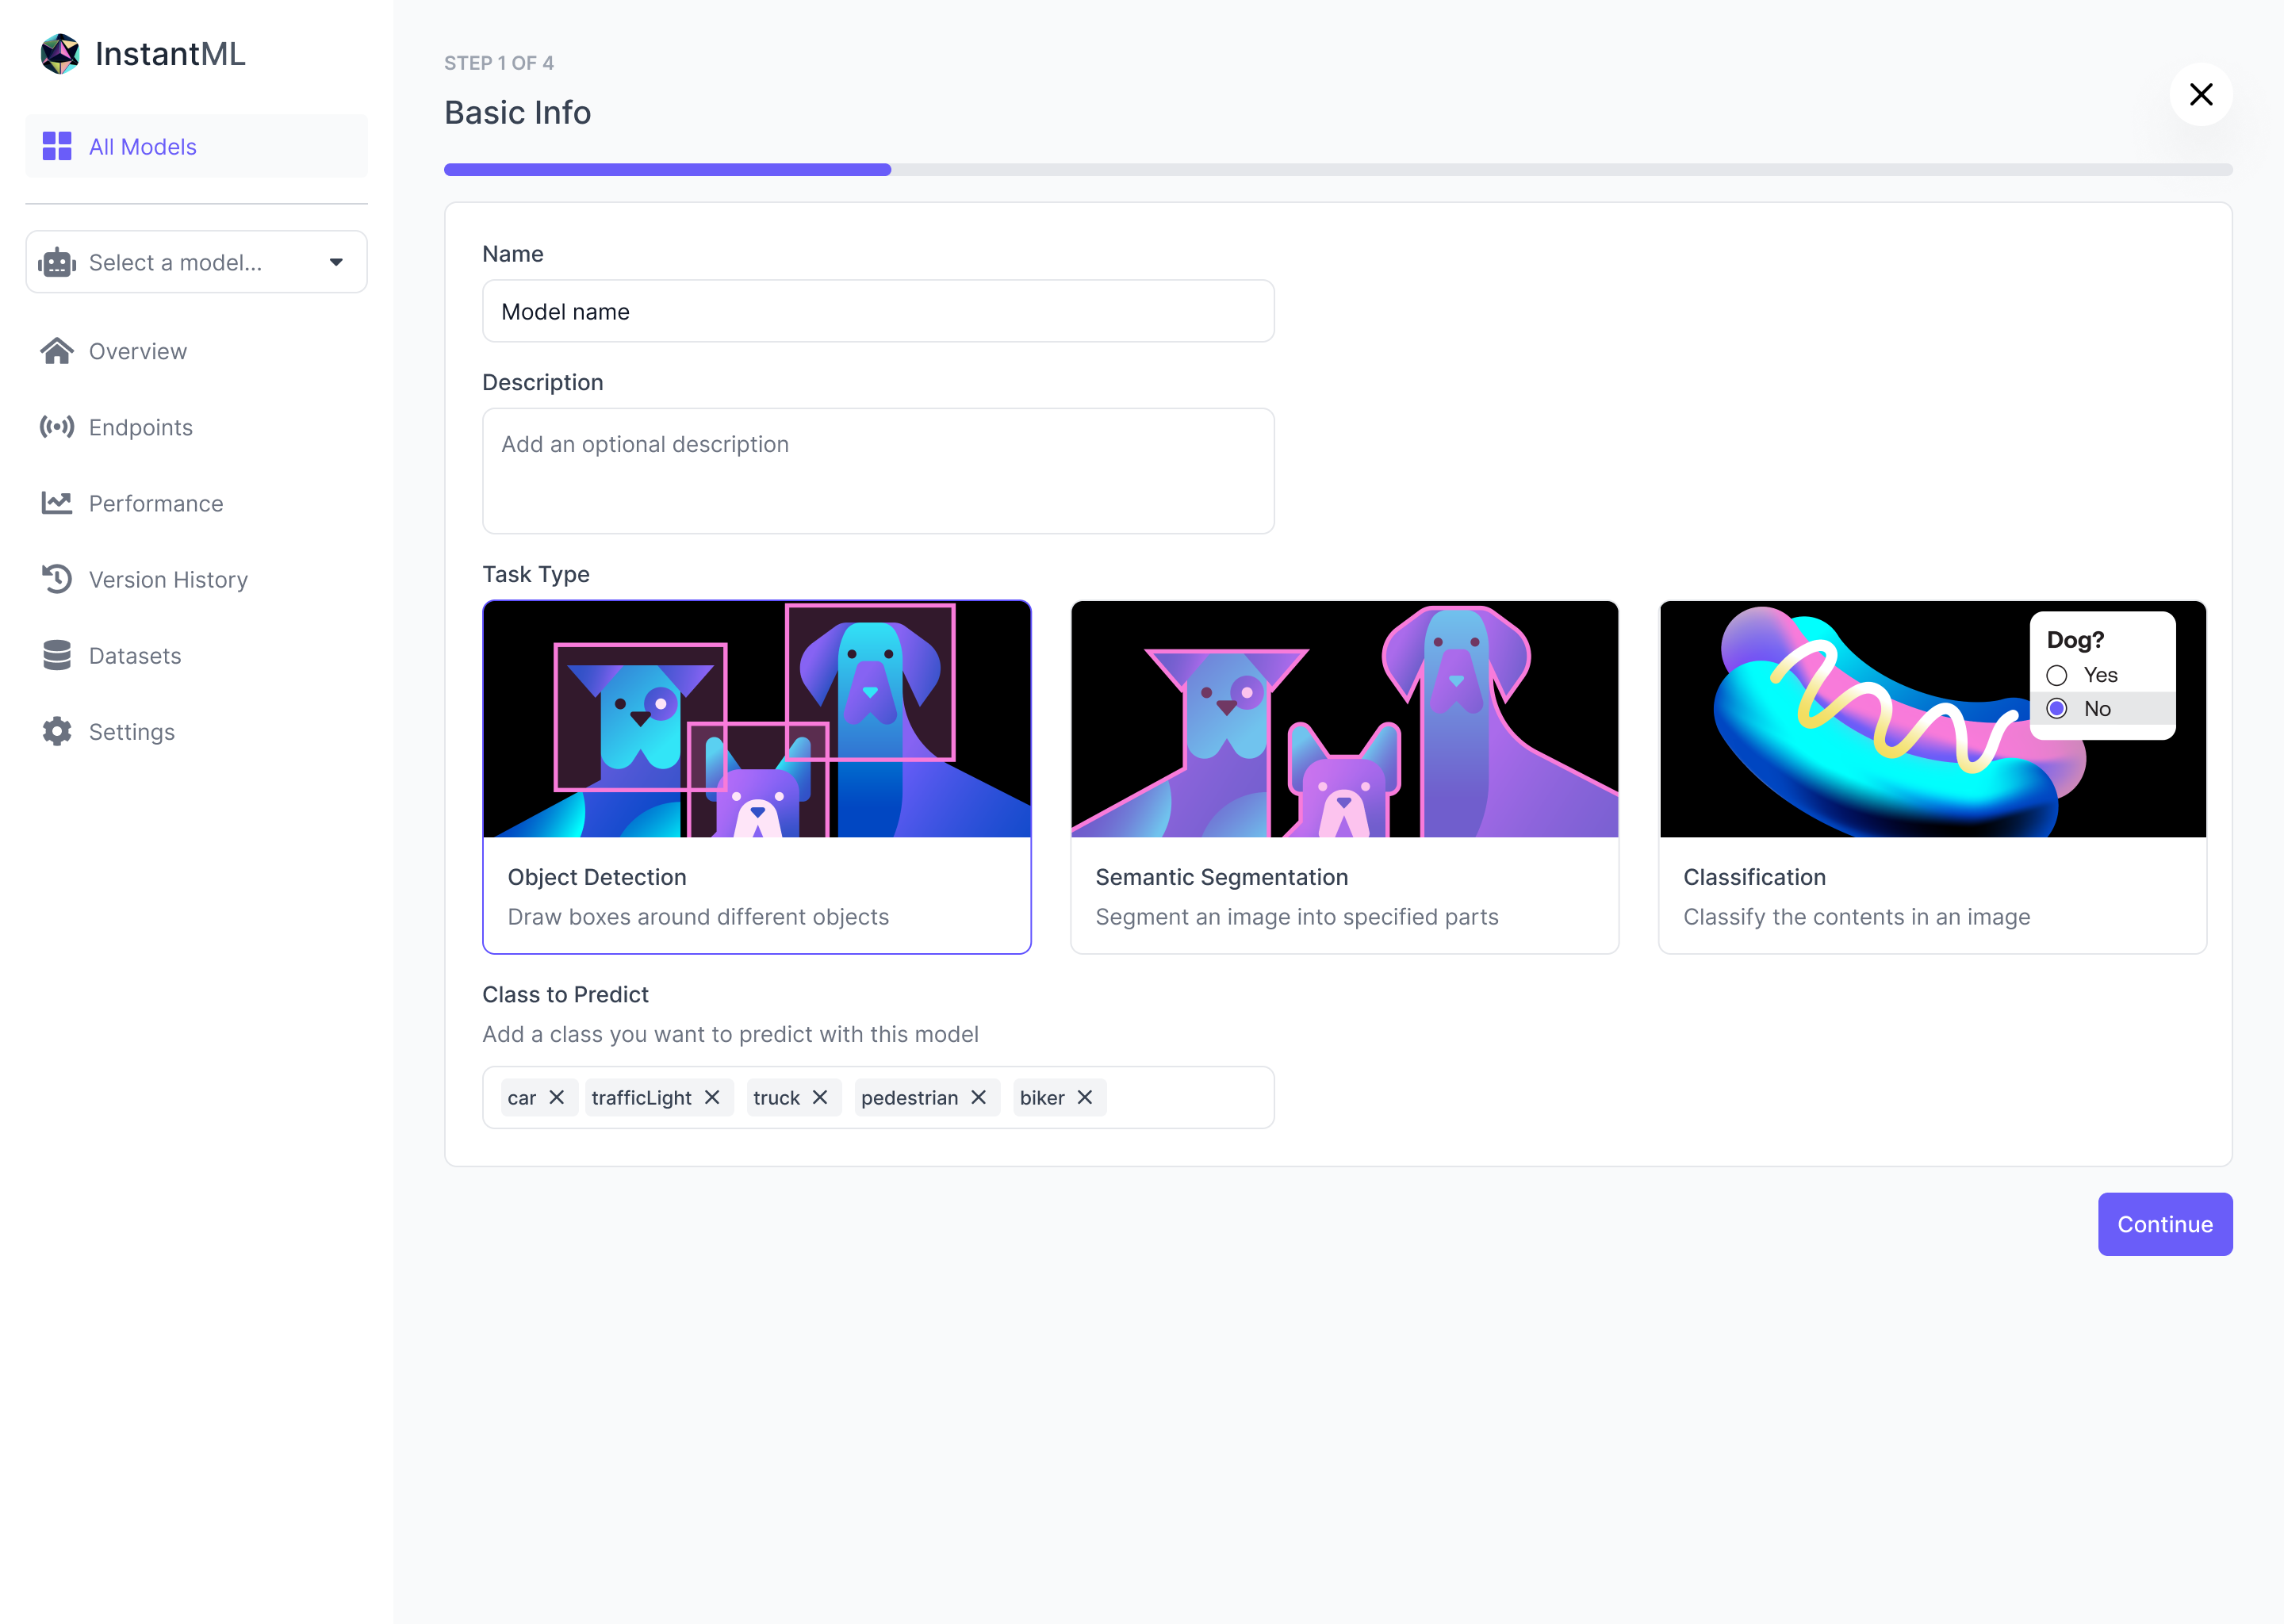 InstantML
All Models
Select a model...
Overview
Endpoints
Performance
Version History
Datasets
Settings
STEP 1 OF 4
Basic Info
Name
Model name
Description
Add an optional description
Task Type
Dog?
Yes
No
Object Detection
Draw boxes around different objects
Semantic Segmentation
Segment an image into specified parts
Classification
Classify the contents in an image
Class to Predict
Add a class you want to predict with this model
car trafficLight truck pedestrian biker
Continue